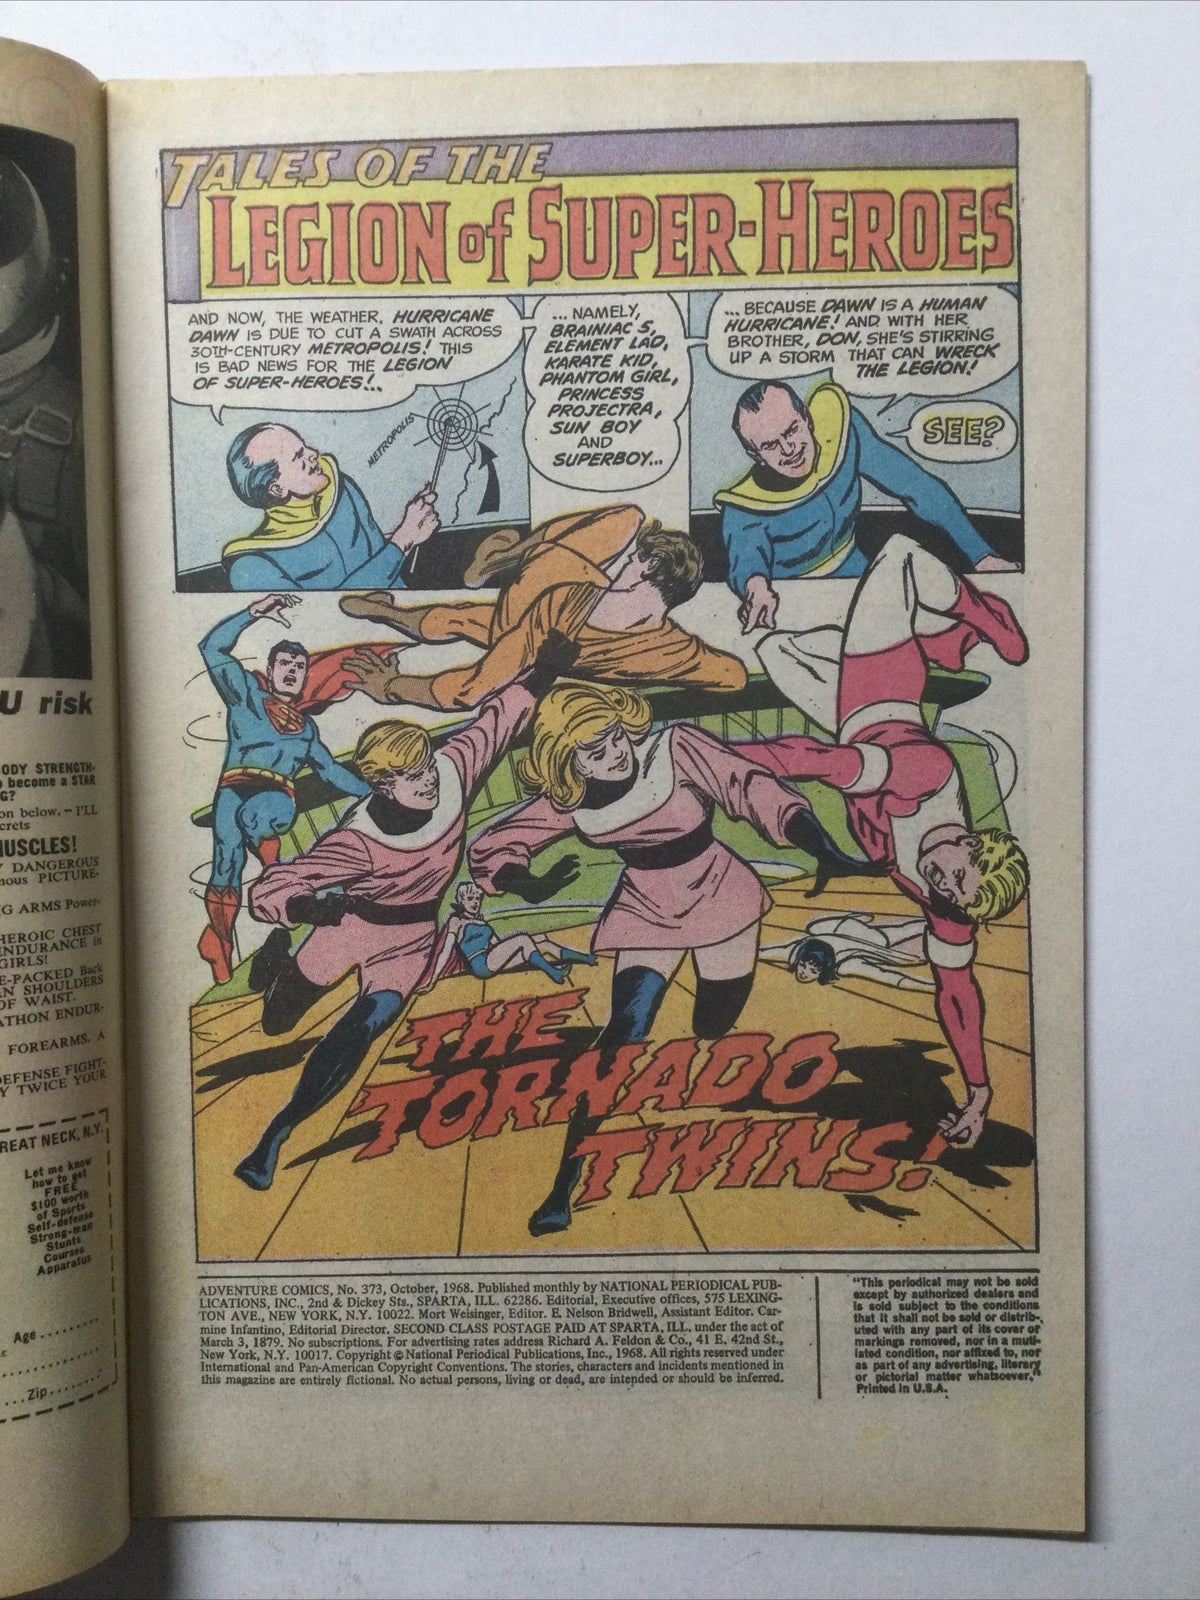 U risk
ODY STRENGTH-
o become a STAR
G?
on below, – I'LL
crets
MUSCLES!
Y DANGEROUS
nous PICTURE-
NG ARMS Power-
HEROIC CHEST
ENDURANCE in
GIRLS!
E-PACKED Back
AN SHOULDERS
OF WAIST.
ATHON ENDUR-
FOREARMS. A
DEFENSE FIGHT-
Y TWICE YOUR
REAT NECK, N.Y.
Let me know
how to get
FREE
$100 worth
of Sports
Self-defense
Strong-man
Stunts
Courses
Apparatus
Age
Zip
TALES OF THE
LEGION of SUPER-HEROES
AND NOW, THE WEATHER. HURRICANE
DAWN IS DUE TO CUT A SWATH ACROSS
30TH-CENTURY METROPOLIS! THIS
IS BAD NEWS FOR THE LEGION
OF SUPER-HEROES!...
METROPOLIS
... NAMELY,
BRAINIAC 5,
ELEMENT LAD,
KARATE KID,
PHANTOM GIRL,
PRINCESS
PROJECTRA,
SUN BOY
AND
SUPERBOY...
... BECAUSE DAWN IS A HUMAN
HURRICANE! AND WITH HER
BROTHER, DON, SHE'S STIRRING
UP A STORM THAT CAN WRECK
THE LEGION!
SEE?
THE
TORNADO
TWINS!
ADVENTURE COMICS, No. 373, October, 1968. Published monthly by NATIONAL PERIODICAL PUB-
LICATIONS, INC., 2nd & Dickey Sts., SPARTA, ILL. 62286. Editorial, Executive offices, 575 LEXING-
TON AVE., NEW YORK, N.Y. 10022. Mort Weisinger, Editor. E. Nelson Bridwell, Assistant Editor. Car-
mine Infantino, Editorial Director. SECOND CLASS POSTAGE PAID AT SPARTA, ILL. under the act of
March 3, 1879. No subscriptions. For advertising rates address Richard A. Feldon & Co., 41 E. 42nd St.,
New York, N.Y. 10017. Copyright © National Periodical Publications, Inc., 1968. All rights reserved under
International and Pan-American Copyright Conventions. The stories, characters and incidents mentioned in
this magazine are entirely fictional. No actual persons, living or dead, are intended or should be inferred.
"This periodical may not be sold
except by authorized dealers and
is sold subject to the conditions
that it shall not be sold or distrib-
uted with any part of its cover or
markings removed, nor in a muti-
lated condition, nor affixed to, nor
as part of any advertising, literary
or pictorial matter whatsoever."
Printed in U.S.A.